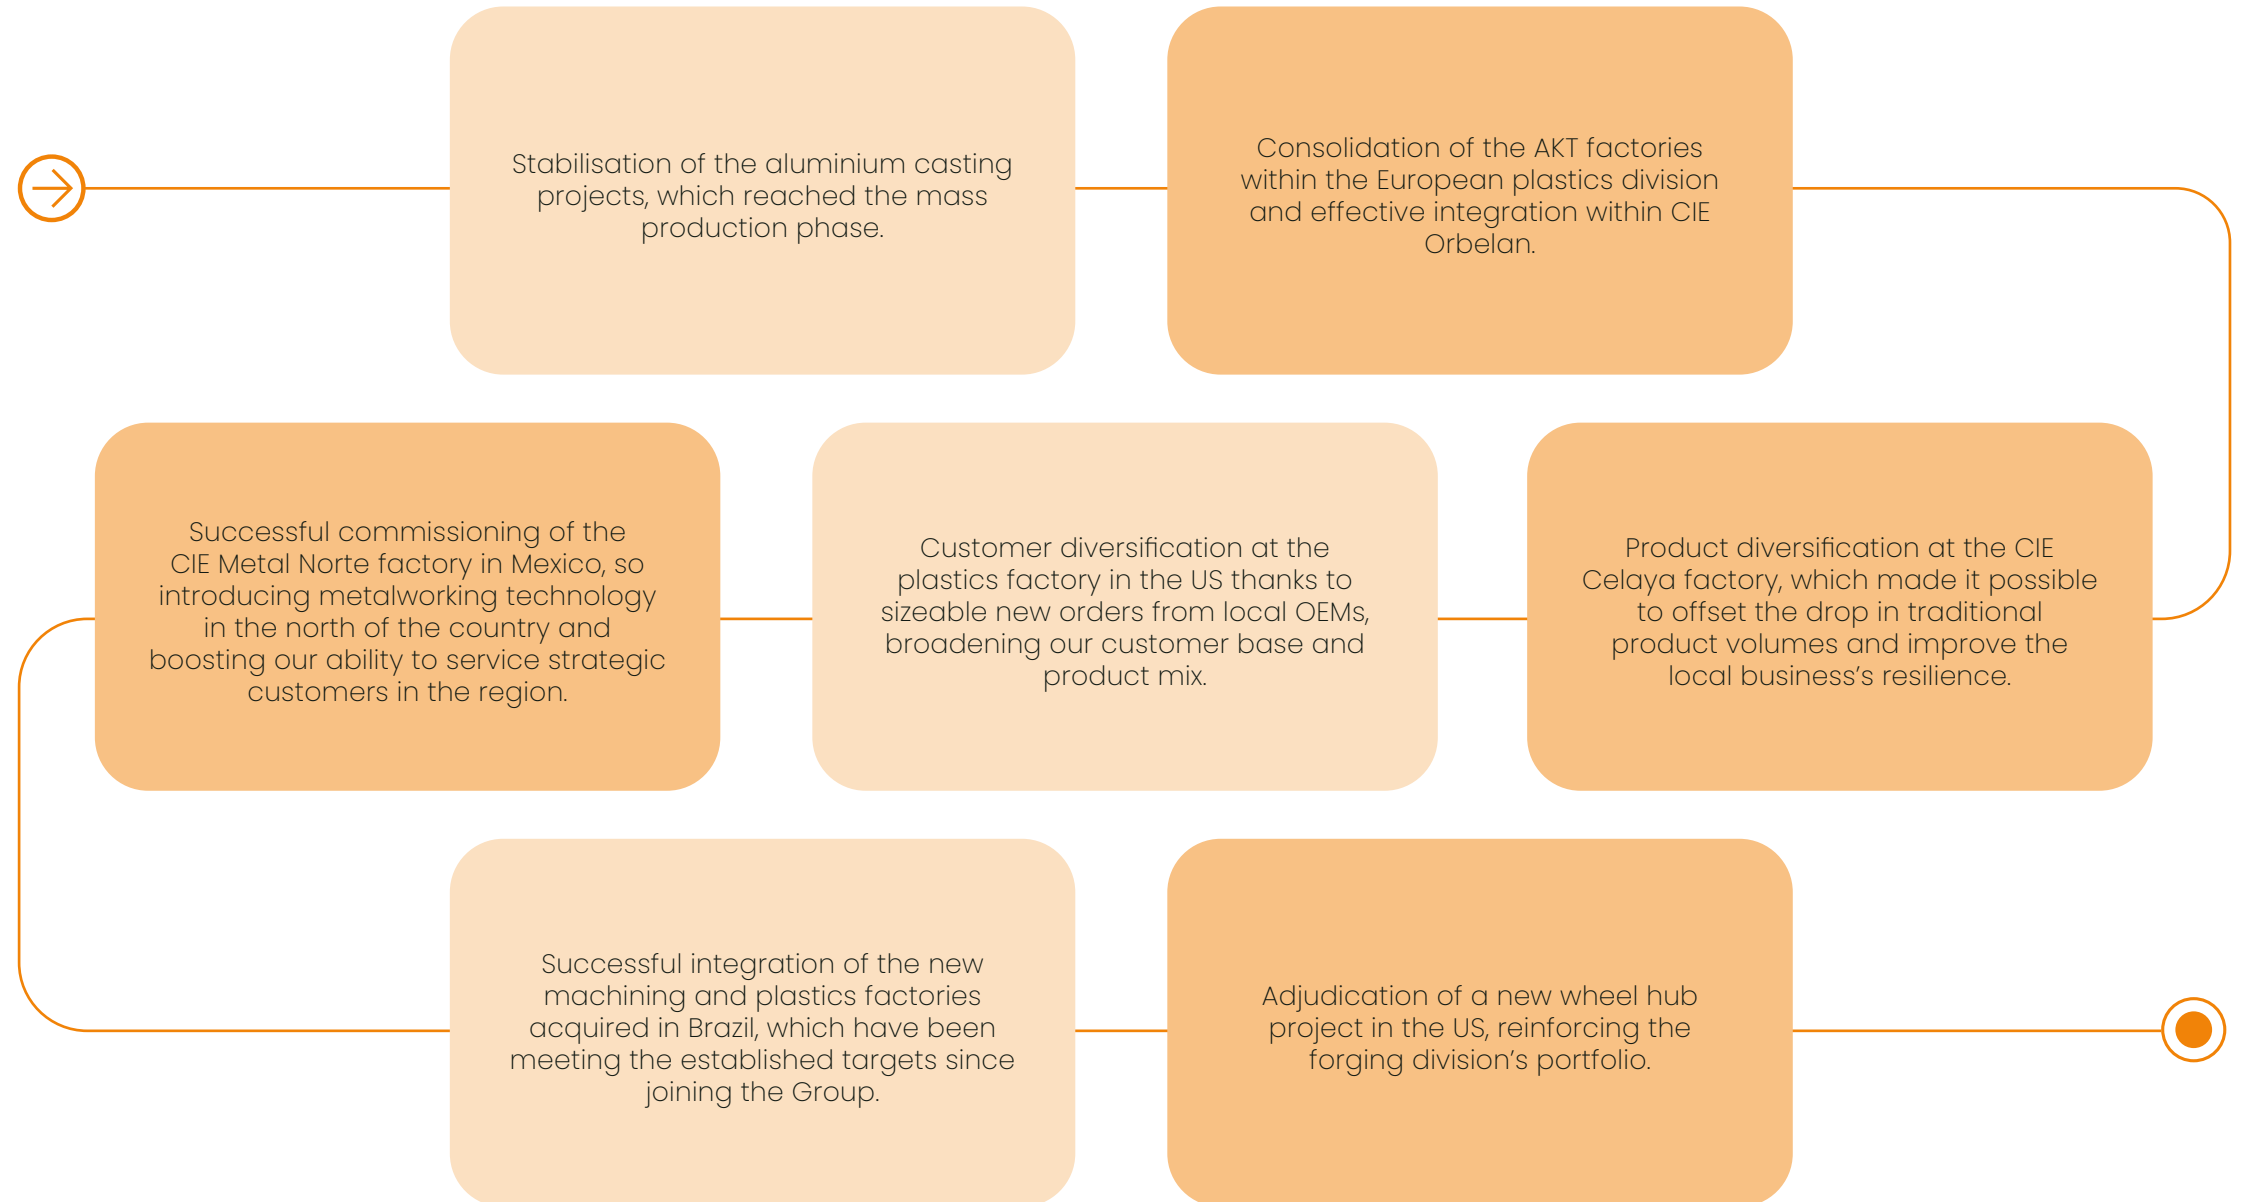 Stabilisation of the aluminium casting
projects, which reached the mass
production phase.
Consolidation of the AKT factories
within the European plastics division
and effective integration within CIE
Orbelan.
Product diversification at the CIE
Celaya factory, which made it possible
to offset the drop in traditional
product volumes and improve the
local business’s resilience.
Customer diversification at the
plastics factory in the US thanks to
sizeable new orders from local OEMs,
broadening our customer base and
product mix.
Successful commissioning of the
CIE Metal Norte factory in Mexico, so
introducing metalworking technology
in the north of the country and
boosting our ability to service strategic
customers in the region.
Successful integration of the new
machining and plastics factories
acquired in Brazil, which have been
meeting the established targets since
joining the Group.
Adjudication of a new wheel hub
project in the US, reinforcing the
forging division’s portfolio.